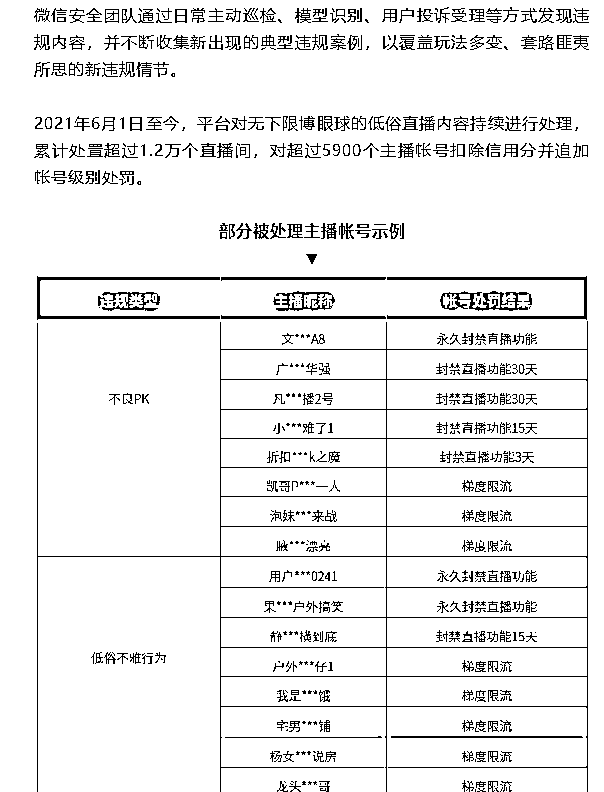 微信安全团队通过日常主动巡检、模型识别、用户投诉受理等方式发现违
规内容，并不断收集新出现的典型违规案例，以覆盖玩法多变、套路匪夷
所思的新违规情节。
2021年6月1日至今，平台对无下限博眼球的低俗直播内容持续进行处理，
累计处置超过1.2万个直播间，对超过5900个主播帐号扣除信用分并追加
帐号级别处罚。
部分被处理主播帐号示例
▼
违规类型 主播昵称 帐号处罚结果
文***A8 永久封禁直播功能
广***华强 封禁直播功能30天
不良PK 凡***播2号 封禁直播功能30天
小***难了1 封禁直播功能15天
折扣***k之魔 封禁直播功能3天
凯哥P***一人 梯度限流
泡妹***来战 梯度限流
腋***漂亮 梯度限流
用户***0241 永久封禁直播功能
果***户外搞笑 永久封禁直播功能
静***横到底 封禁直播功能15天
低俗不雅行为 户外***仔1 梯度限流
我是***饿 梯度限流
宅男***铺 梯度限流
杨女***说房 梯度限流
龙头***哥 梯度限流